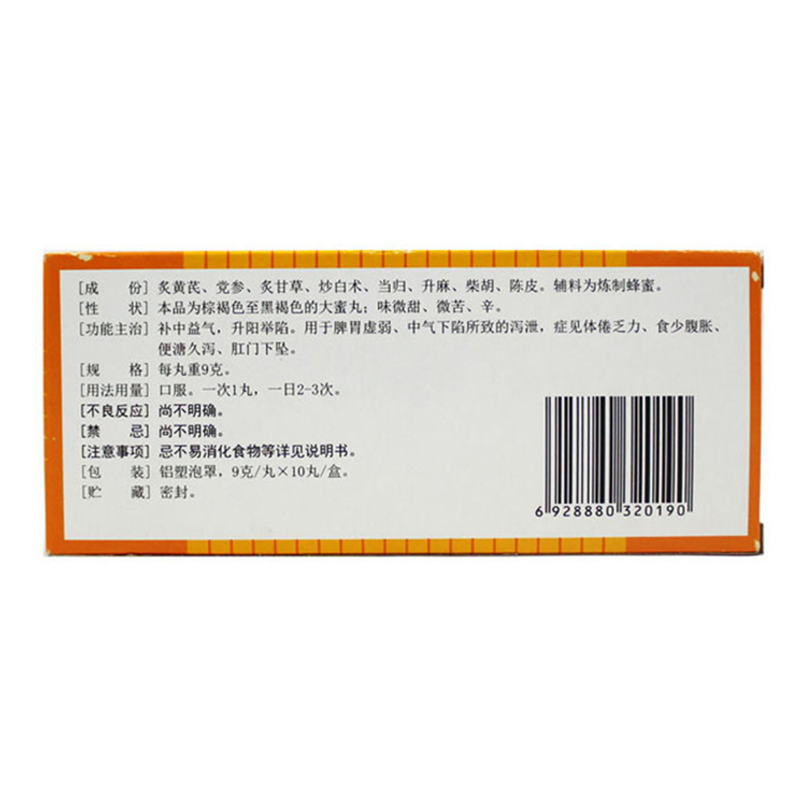 [成 份] 炙黄芪、党参、炙甘草、炒白术、当归、升麻、柴胡、陈皮。辅料为炼制蜂蜜。
[性 状] 本品为棕褐色至黑褐色的大蜜丸；味微甜、微苦、辛。
[功能主治] 补中益气，升阳举陷。用于脾胃虚弱、中气下陷所致的泻泄，症见体倦乏力、食少腹胀、
便溏久泻、肛门下坠。
[规 格] 每丸重9克。
[用法用量] 口服。一次1丸，一日2-3次。
[不良反应] 尚不明确。
[禁 忌] 尚不明确。
[注意事项] 忌不易消化食物等详见说明书。
[包 装] 铝塑泡罩，9克/丸×10丸/盒。
[贮 藏] 密封。
6 928880 320190